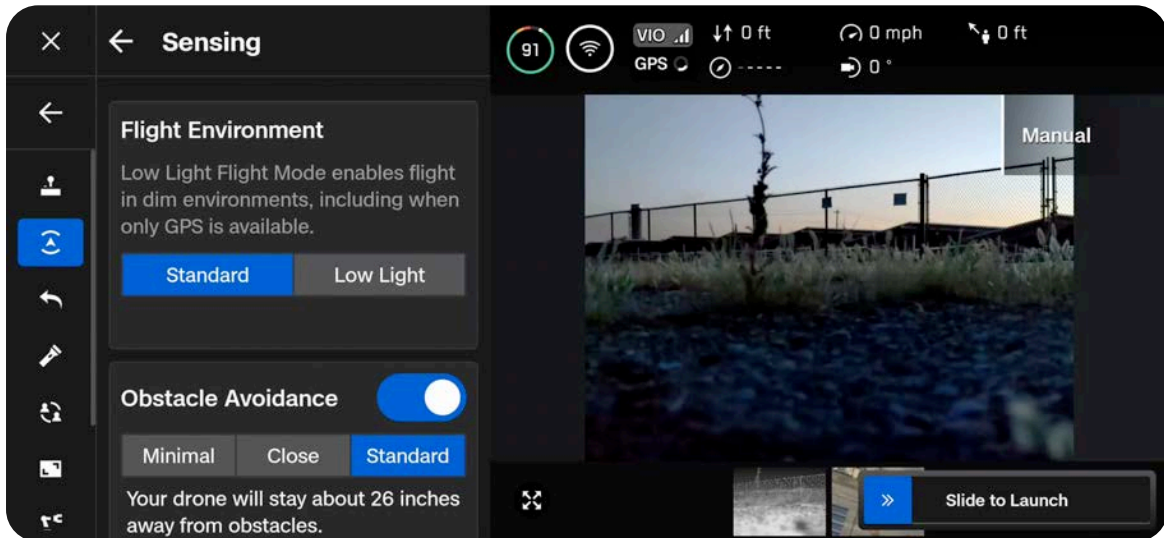 Sensing
Flight Environment
Low Light Flight Mode enables flight
in dim environments, including when
only GPS is available.
Standard Low Light
Obstacle Avoidance
Minimal Close Standard
Your drone will stay about 26 inches
away from obstacles.
91 VIO 0 ft 0 mph 0 ft
GPS ----- 0 °
Manual
Slide to Launch